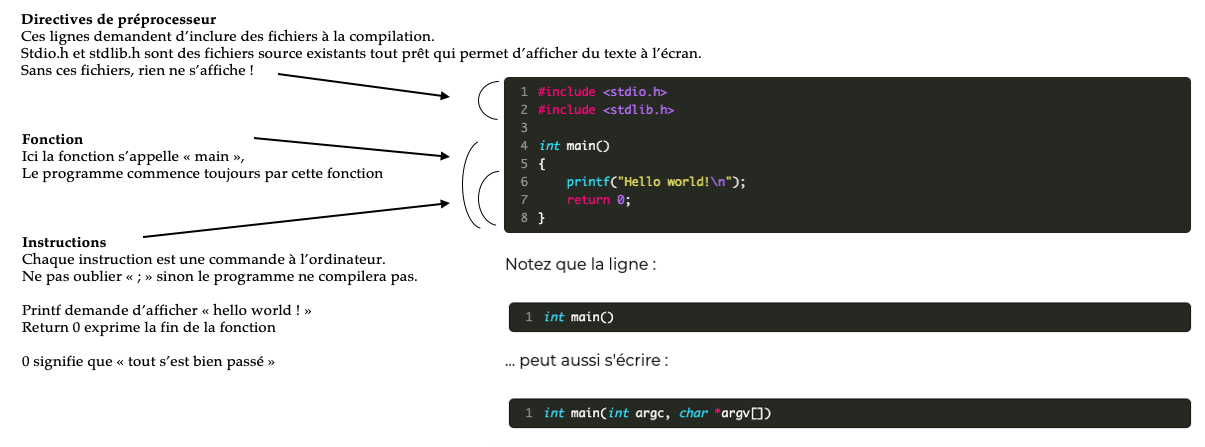 Directives de préprocesseur
Ces lignes demandent d'inclure des fichiers à la compilation.
Stdio.h et stdlib.h sont des fichiers source existants tout prêt qui permet d'afficher du texte à l'écran.
Sans ces fichiers, rien ne s'affiche !
Fonction
Ici la fonction s'appelle « main »,
Le programme commence toujours par cette fonction
Instructions
Chaque instruction est une commande à l'ordinateur.
Ne pas oublier « ; » sinon le programme ne compilera pas.
Printf demande d'afficher « hello world ! »
Return 0 exprime la fin de la fonction
0 signifie que « tout s'est bien passé »
1 #include <stdio.h>
2 #include <stdlib.h>
3
4 int main()
5 {
6     printf("Hello world!\n");
7     return 0;
8 }
Notez que la ligne :
1 int main()
... peut aussi s'écrire :
1 int main(int argc, char *argv[])